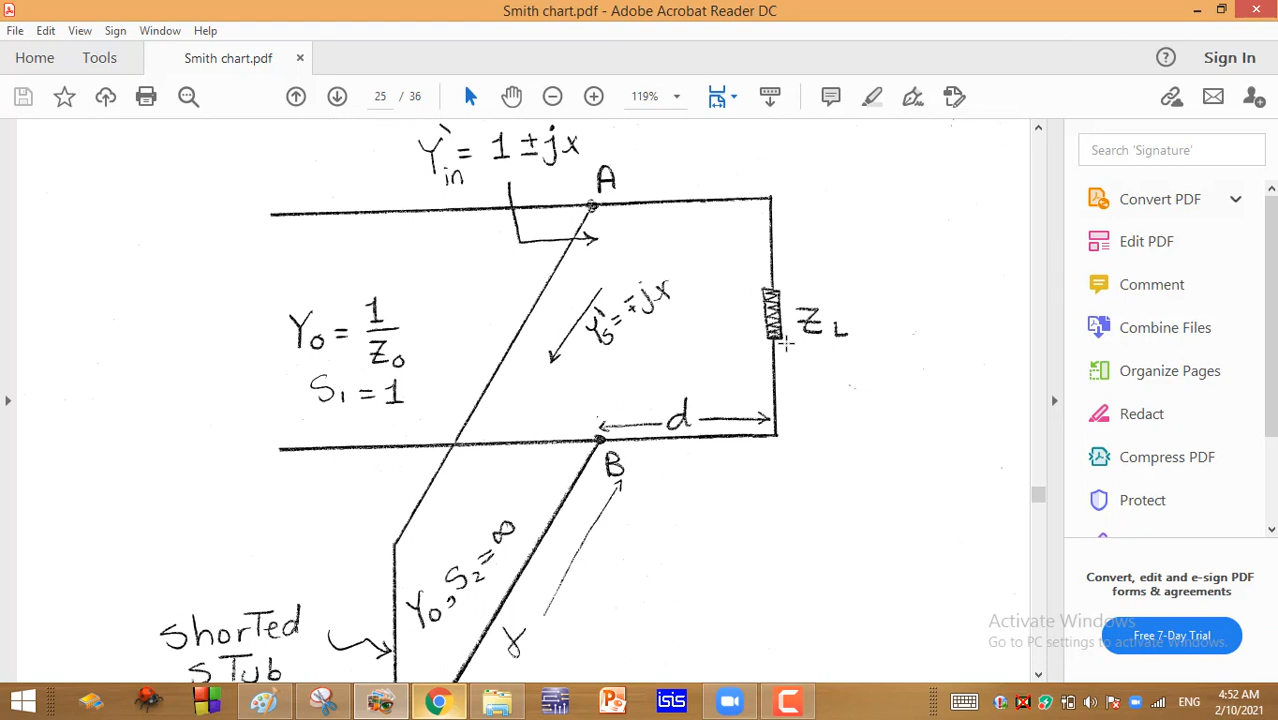 Smith chart.pdf - Adobe Acrobat Reader DC
File Edit View Sign Window Help
Home Tools Smith chart.pdf × Sign In
25 / 36 119%
Search 'Signature'
Convert PDF
Edit PDF
Comment
Combine Files
Organize Pages
Redact
Compress PDF
Protect
Convert, edit and e-sign PDF
forms & agreements
Free 7-Day Trial
Activate Windows
Go to PC settings to activate Windows.
Y`in = 1 ± jx
A
Y`s = ∓jx
Y0 = 1/Z0
S1 = 1
ZL
d
B
Y0, S2 = ∞
γ
ShorTed
sTub
isis
ENG
4:52 AM
2/10/2021